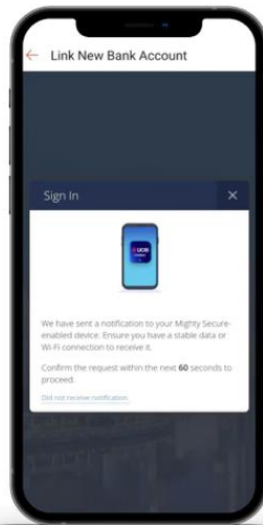 ← Link New Bank Account
Sign In ×
UOB
We have sent a notification to your Mighty Secure-
enabled device. Ensure you have a stable data or
Wi-Fi connection to receive it.
Confirm the request within the next 60 seconds to
proceed.
Did not receive notification